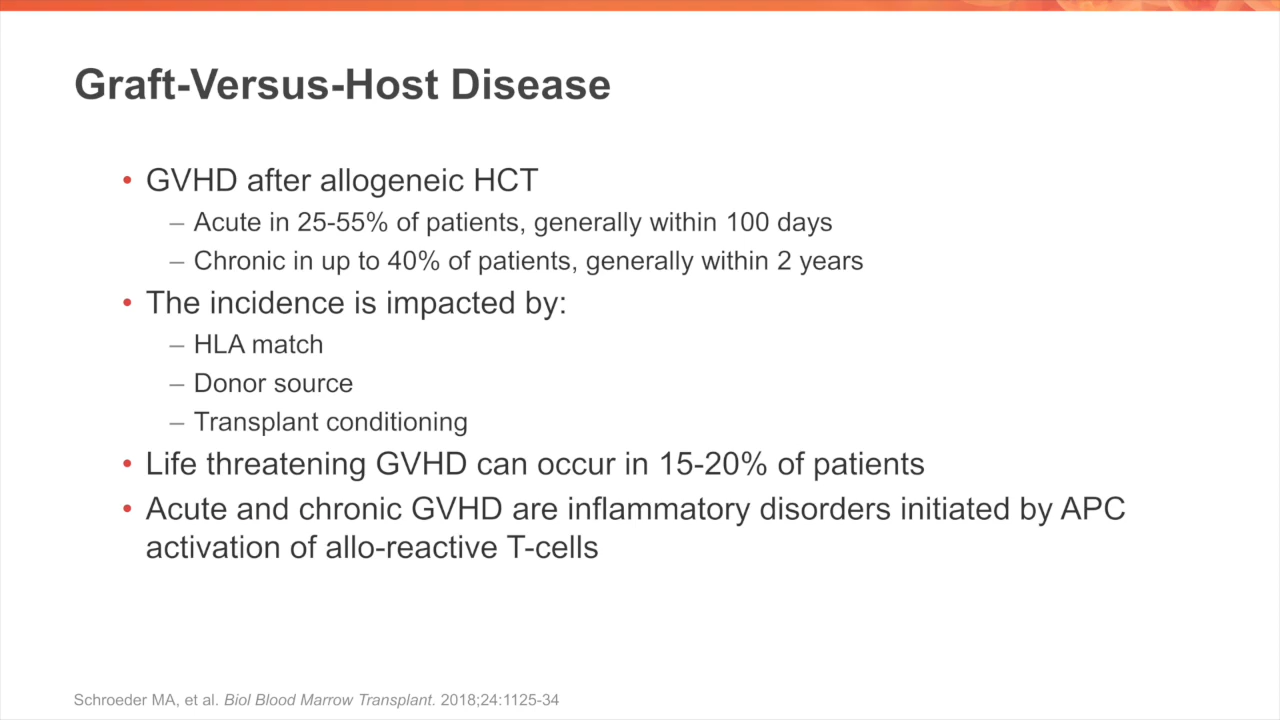 Graft-Versus-Host Disease
• GVHD after allogeneic HCT
– Acute in 25-55% of patients, generally within 100 days
– Chronic in up to 40% of patients, generally within 2 years
• The incidence is impacted by:
– HLA match
– Donor source
– Transplant conditioning
• Life threatening GVHD can occur in 15-20% of patients
• Acute and chronic GVHD are inflammatory disorders initiated by APC
activation of allo-reactive T-cells
Schroeder MA, et al. Biol Blood Marrow Transplant. 2018;24:1125-34